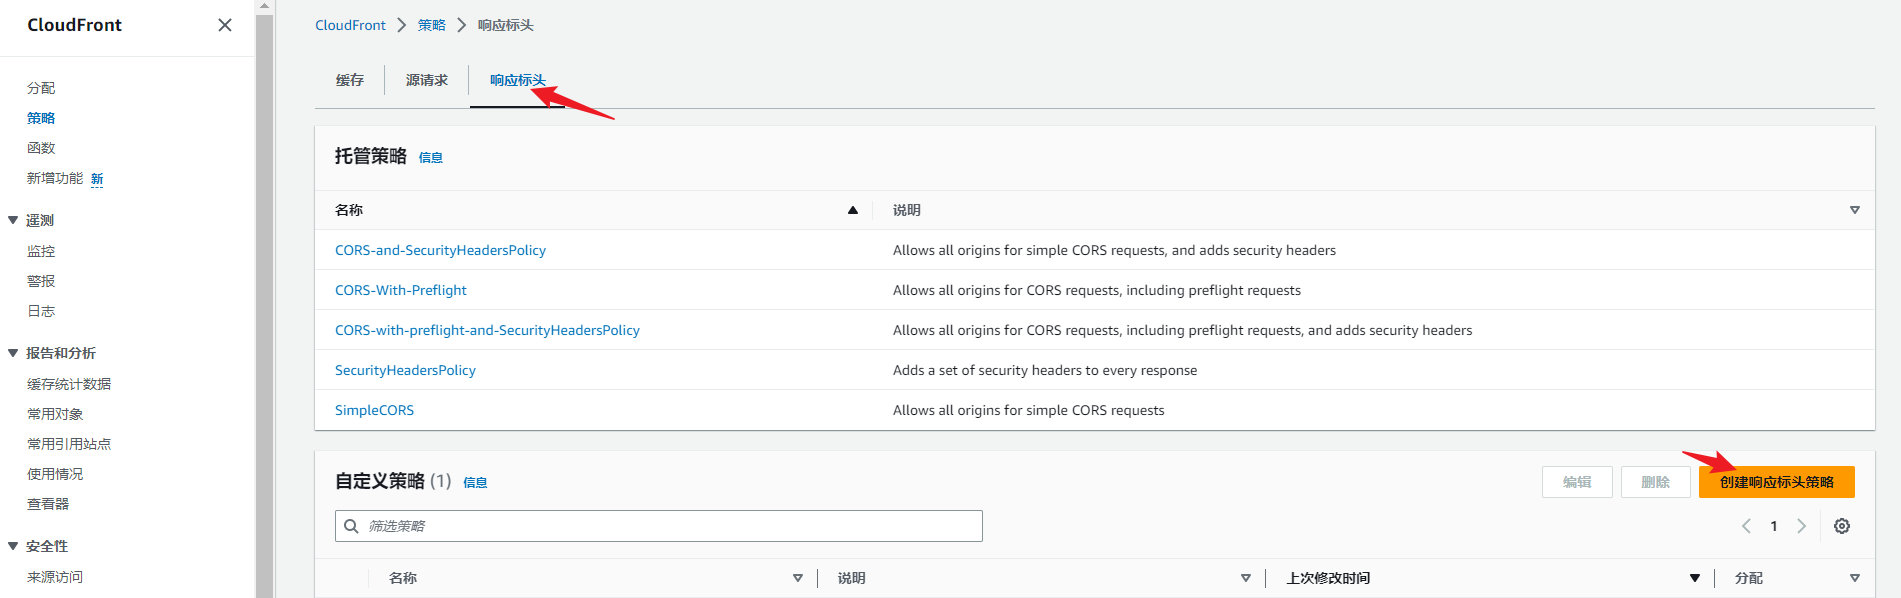 CloudFront
分配
策略
函数
新增功能 新
遥测
监控
警报
日志
报告和分析
缓存统计数据
常用对象
常用引用站点
使用情况
查看器
安全性
来源访问
CloudFront 策略 响应标头
缓存 源请求 响应标头
托管策略 信息
名称 说明
CORS-and-SecurityHeadersPolicy Allows all origins for simple CORS requests, and adds security headers
CORS-With-Preflight Allows all origins for CORS requests, including preflight requests
CORS-with-preflight-and-SecurityHeadersPolicy Allows all origins for CORS requests, including preflight requests, and adds security headers
SecurityHeadersPolicy Adds a set of security headers to every response
SimpleCORS Allows all origins for simple CORS requests
自定义策略 (1) 信息 编辑 删除 创建响应标头策略
筛选策略 1
名称 说明 上次修改时间 分配